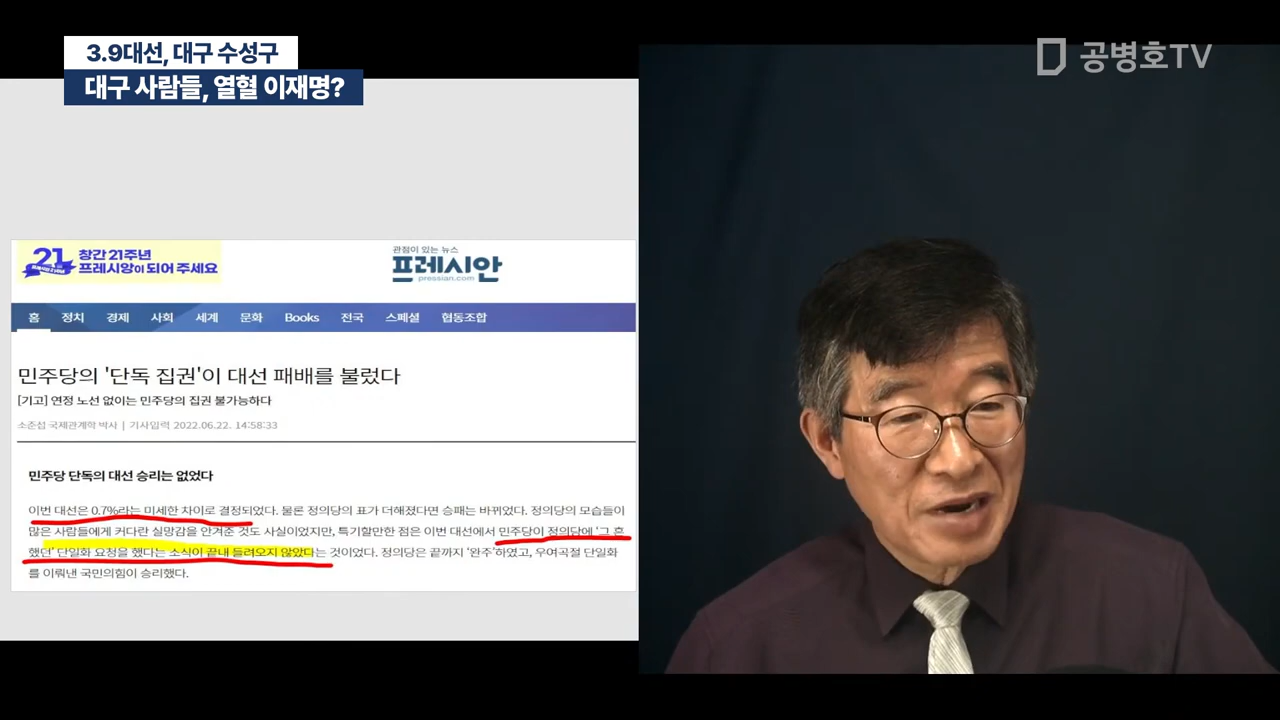 3.9대선, 대구 수성구
대구 사람들, 열혈 이재명?
공병호TV
21
창간 21주년
프레시앙이 되어 주세요
관점이 있는 뉴스
프레시안
pressian.com
홈 정치 경제 사회 세계 문화 Books 전국 스페셜 협동조합
민주당의 '단독 집권'이 대선 패배를 불렀다
[기고] 연정 노선 없이는 민주당의 집권 불가능하다
소준섭 국제관계학 박사 | 기사입력 2022.06.22. 14:58:33
민주당 단독의 대선 승리는 없었다
이번 대선은 0.7%라는 미세한 차이로 결정되었다. 물론 정의당의 표가 더해졌다면 승패는 바뀌었다. 정의당의 모습들이
많은 사람들에게 커다란 실망감을 안겨준 것도 사실이었지만, 특기할만한 점은 이번 대선에서 민주당이 정의당에 '그 흔
했던' 단일화 요청을 했다는 소식이 끝내 들려오지 않았다는 것이었다. 정의당은 끝까지 '완주'하였고, 우여곡절 단일화
를 이뤄낸 국민의힘이 승리했다.